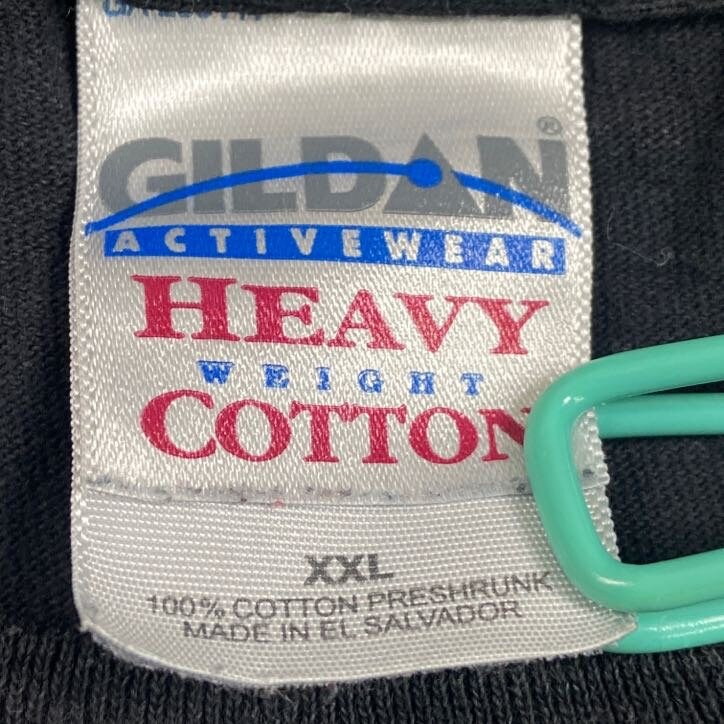 GILDAN®
ACTIVEWEAR
HEAVY
WEIGHT
COTTON
XXL
100% COTTON PRESHRUNK
MADE IN EL SALVADOR